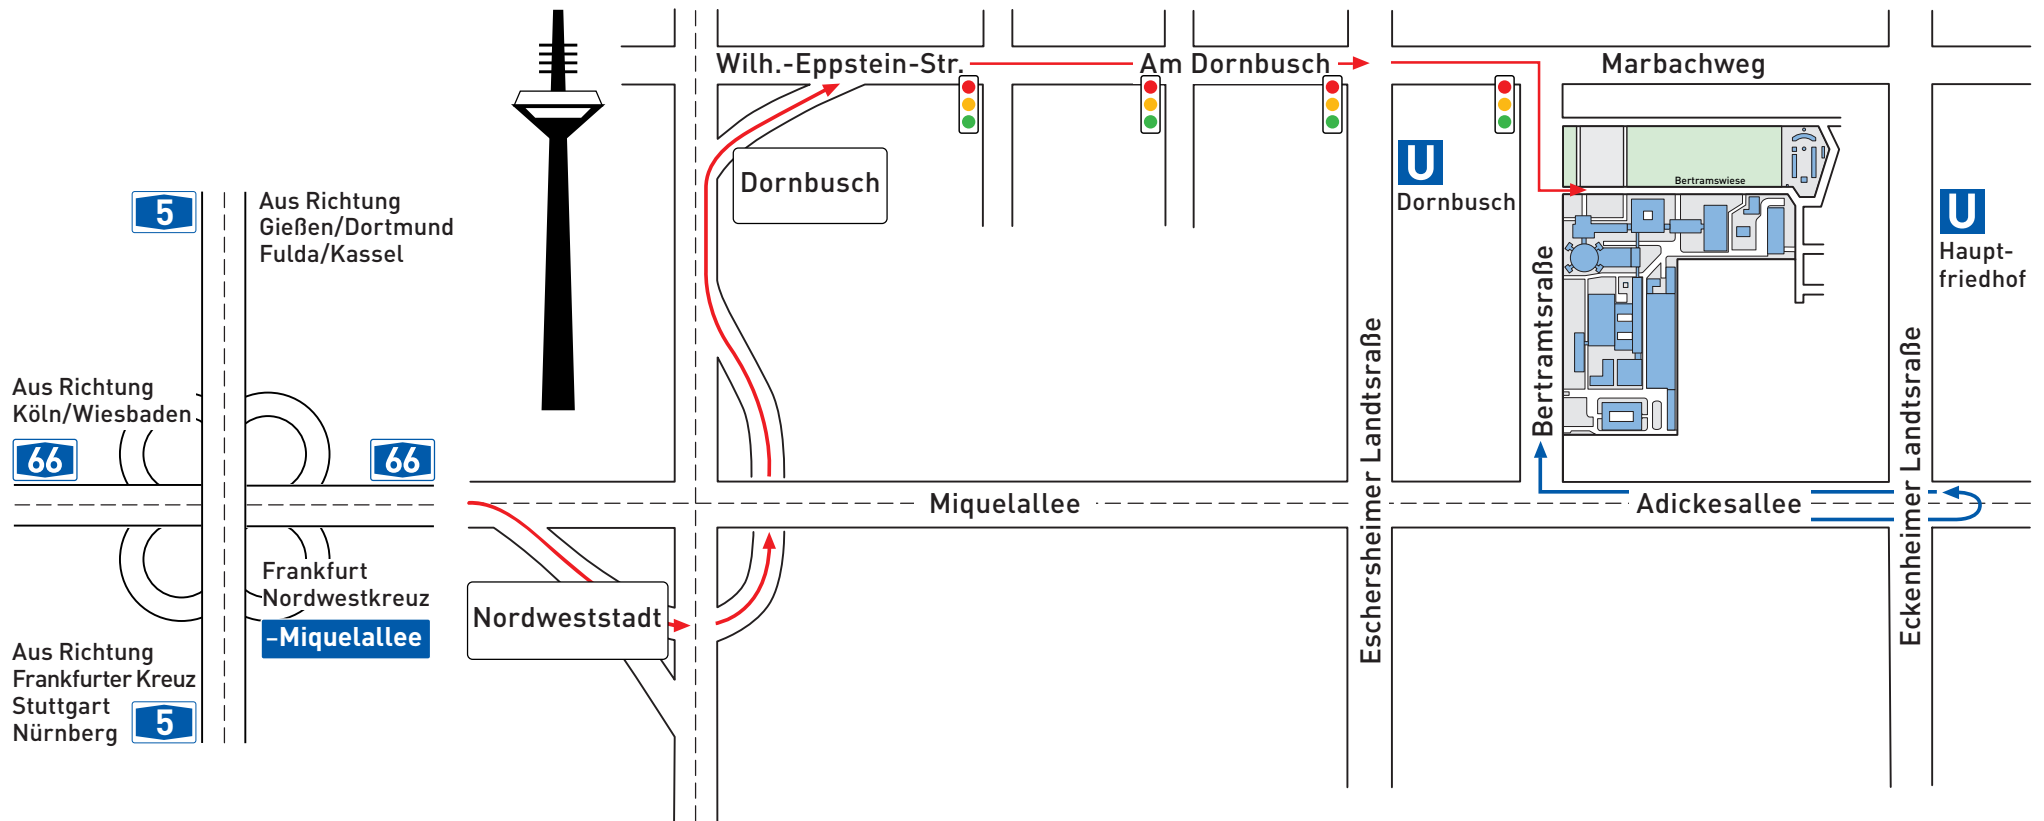 Wilh.-Eppstein-Str.
Am Dornbusch
Marbachweg
Dornbusch
U
Dornbusch
Bertramswiese
U
Haupt-
friedhof
5
Aus Richtung
Gießen/Dortmund
Fulda/Kassel
Aus Richtung
Köln/Wiesbaden
66
66
Miquelallee
Adickesallee
Eschersheimer Landtsraße
Bertramtsraße
Eckenheimer Landtsraße
Frankfurt
Nordwestkreuz
–Miquelallee
Nordweststadt
Aus Richtung
Frankfurter Kreuz
Stuttgart
Nürnberg
5